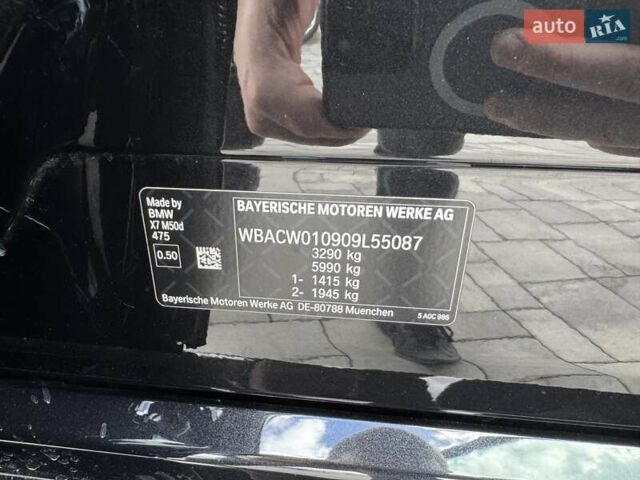 auto RIA
.com
Made by
BMW
X7 M50d
475
0.50
BAYERISCHE MOTOREN WERKE AG
WBACW010909L55087
3290 kg
5990 kg
1- 1415 kg
2- 1945 kg
Bayerische Motoren Werke AG DE-80788 Muenchen
5 A0C 986